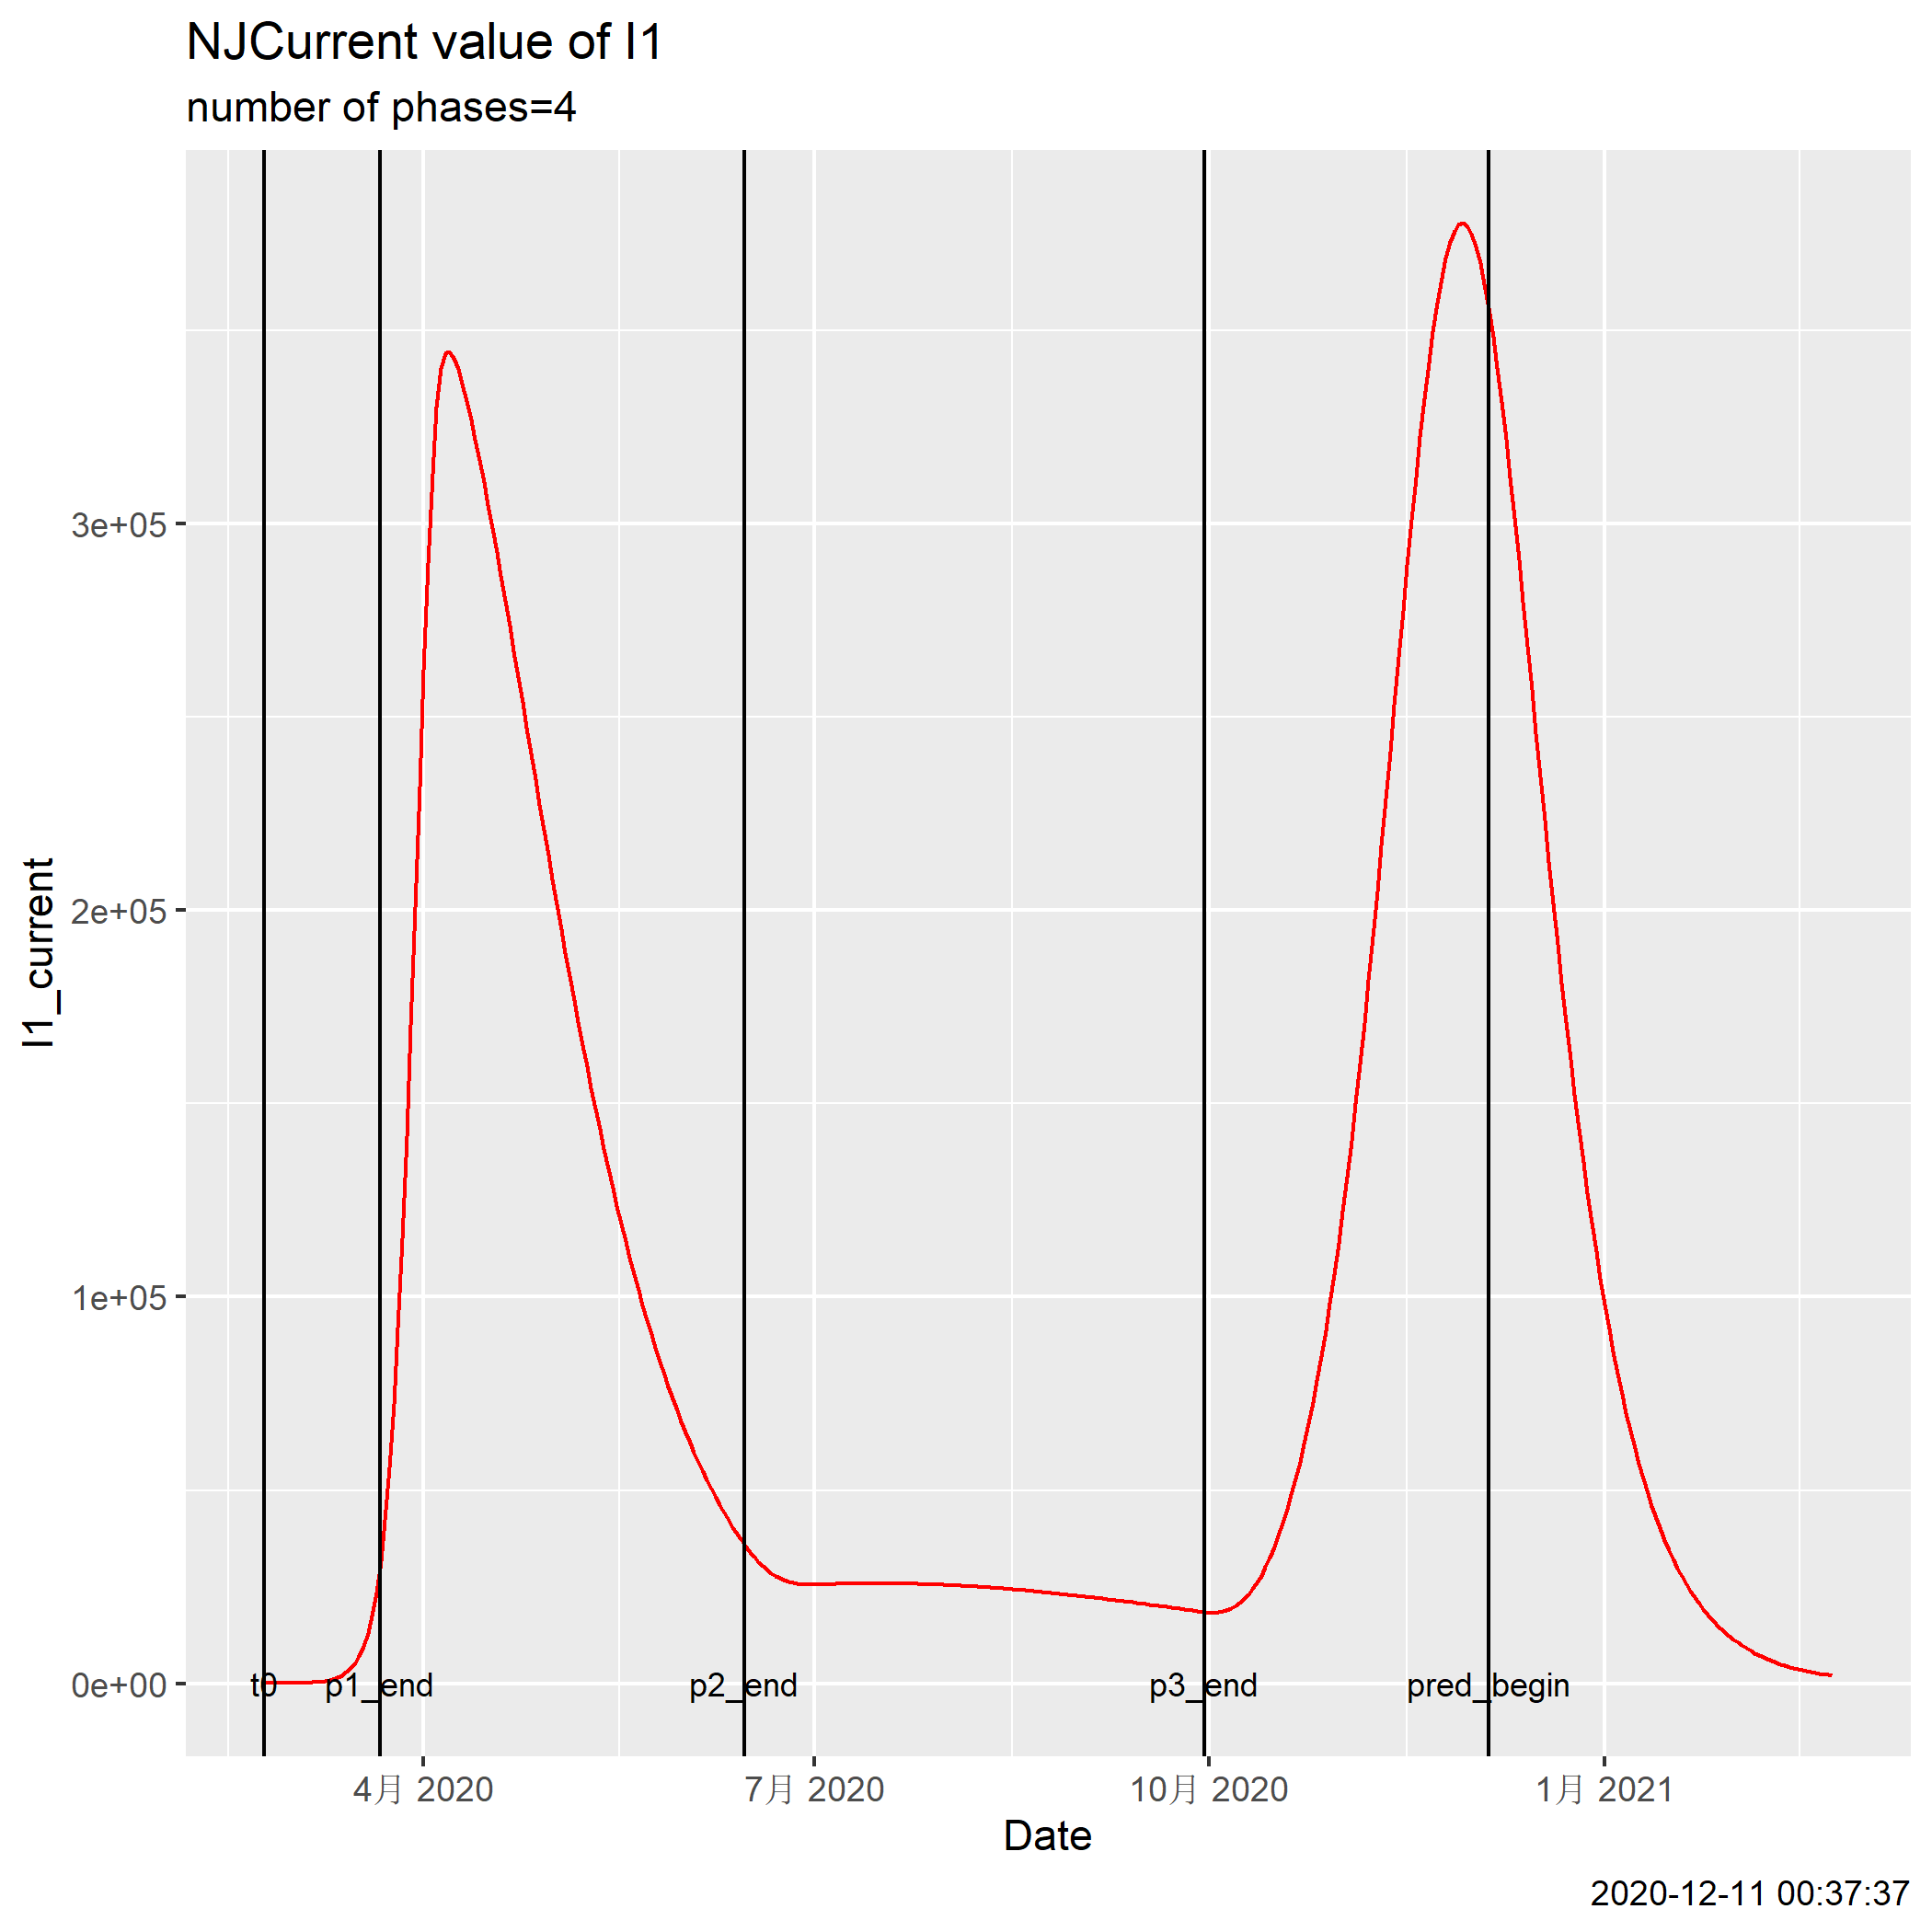 NJCurrent value of I1
number of phases=4
I1_current
3e+05
2e+05
1e+05
0e+00
t0 p1_end p2_end p3_end pred_begin
4月 2020 7月 2020 10月 2020 1月 2021
Date
2020-12-11 00:37:37